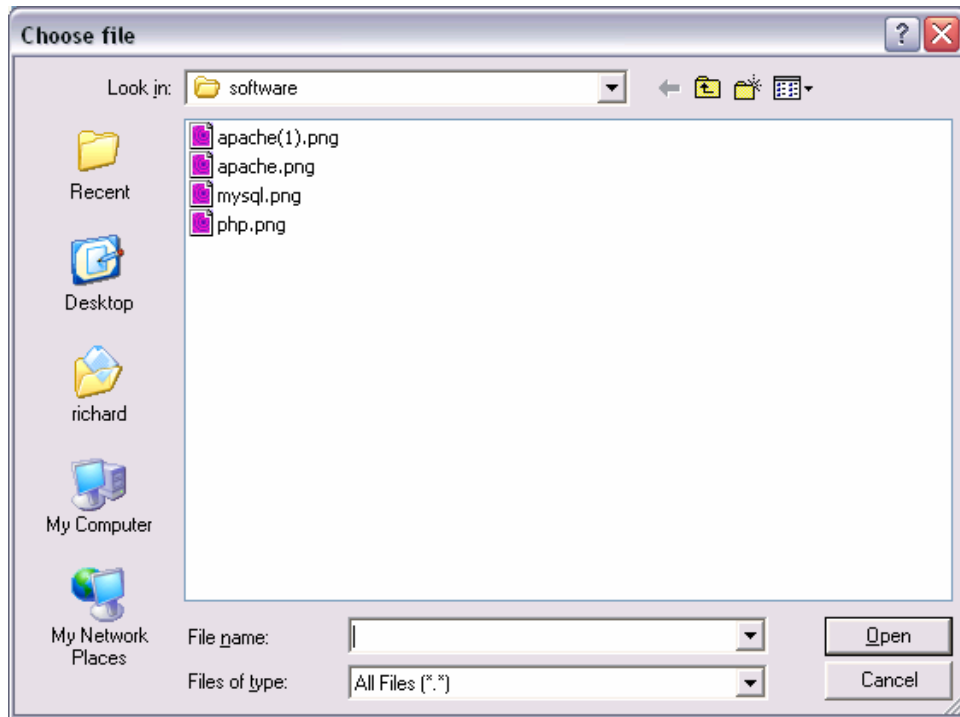 Choose file
?
Look in:
software
Recent
Desktop
richard
My Computer
My Network
Places
apache(1).png
apache.png
mysql.png
php.png
File name:
Open
Files of type:
All Files (*.*)
Cancel